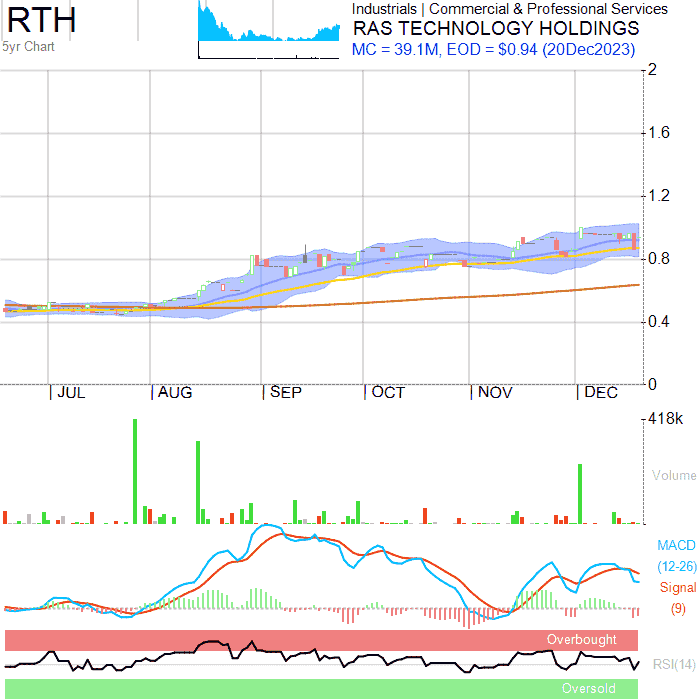 RTH
5yr Chart
Industrials | Commercial & Professional Services
RAS TECHNOLOGY HOLDINGS
MC = 39.1M, EOD = $0.94 (20Dec2023)
2
1.6
1.2
0.8
0.4
0
| JUL | AUG | SEP | OCT | NOV | DEC
418k
Volume
MACD
(12-26)
Signal
(9)
Overbought
RSI(14)
Oversold